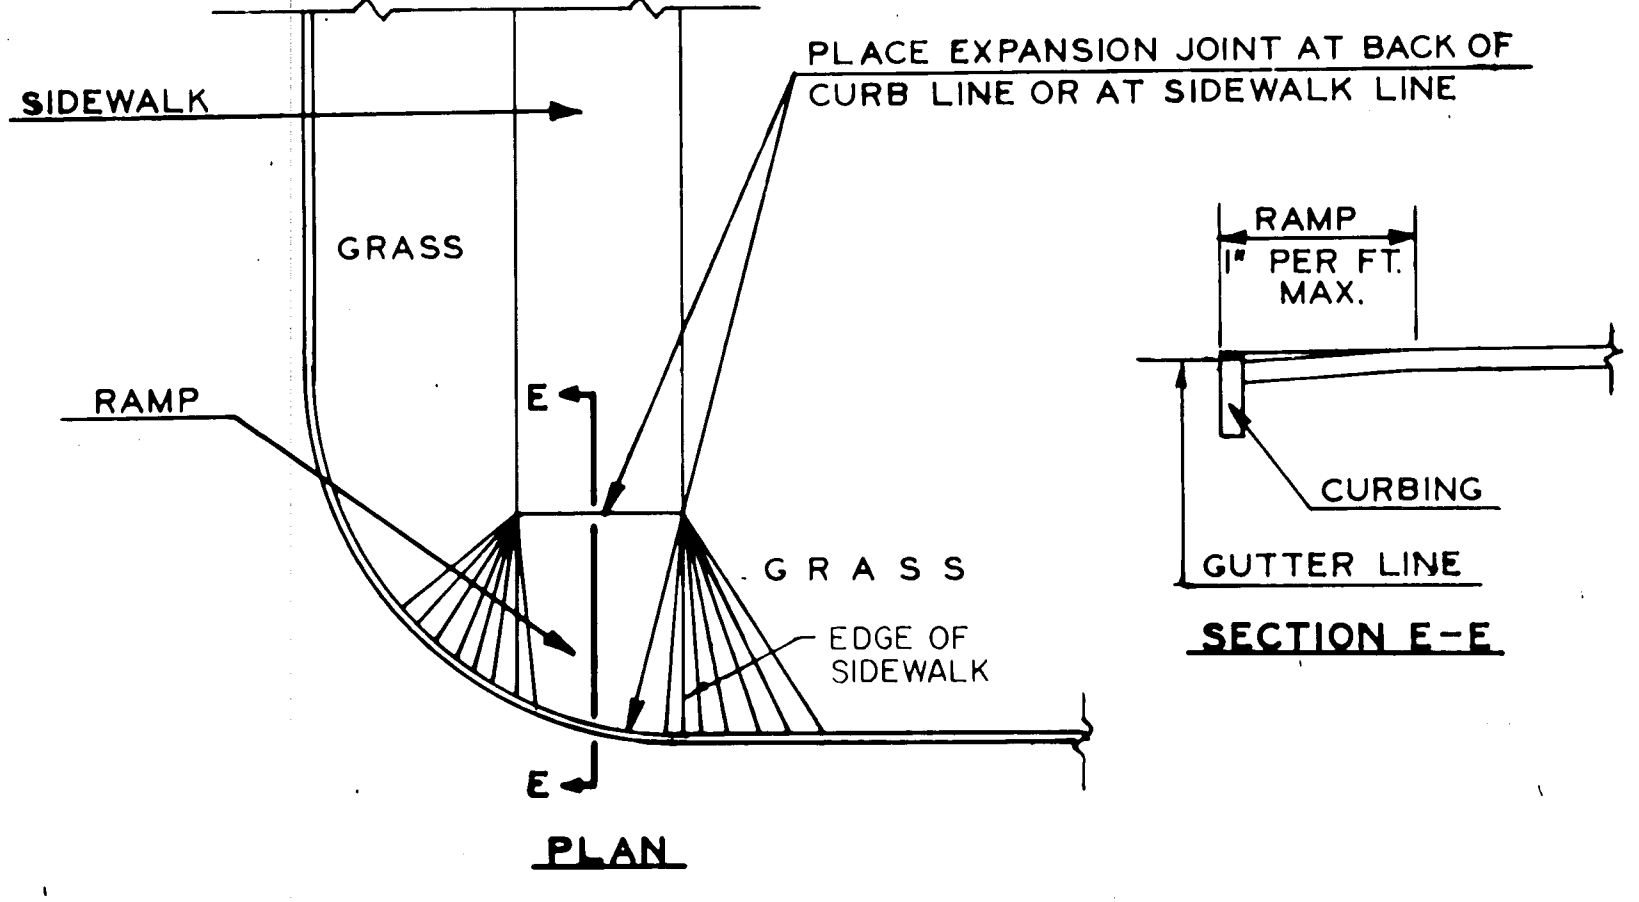 PLACE EXPANSION JOINT AT BACK OF
CURB LINE OR AT SIDEWALK LINE
SIDEWALK
GRASS
RAMP
1" PER FT.
MAX.
RAMP
E
CURBING
GRASS
GUTTER LINE
EDGE OF
SIDEWALK
SECTION E-E
E
PLAN